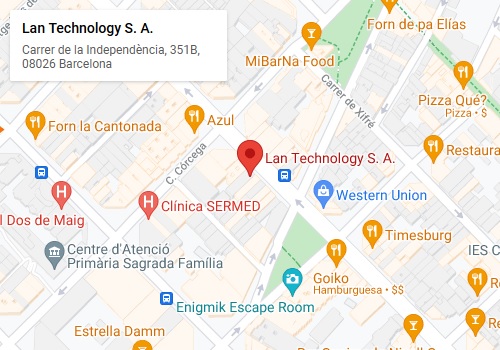 Lan Technology S. A.
Carrer de la Independència, 351B,
08026 Barcelona
Forn de pa Elías
MiBarNa Food
Carrer de Xifré
Pizza Qué?
Pizza • $
Azul
Forn la Cantonada
C. Còrcega
Lan Technology S. A.
Restaura
H
l Dos de Maig
H
Clínica SERMED
Western Union
Timesburg
IES C
Centre d'Atenció
Primària Sagrada Família
Goiko
Hamburguesa • $$
Enigmik Escape Room
Estrella Damm
Re
R